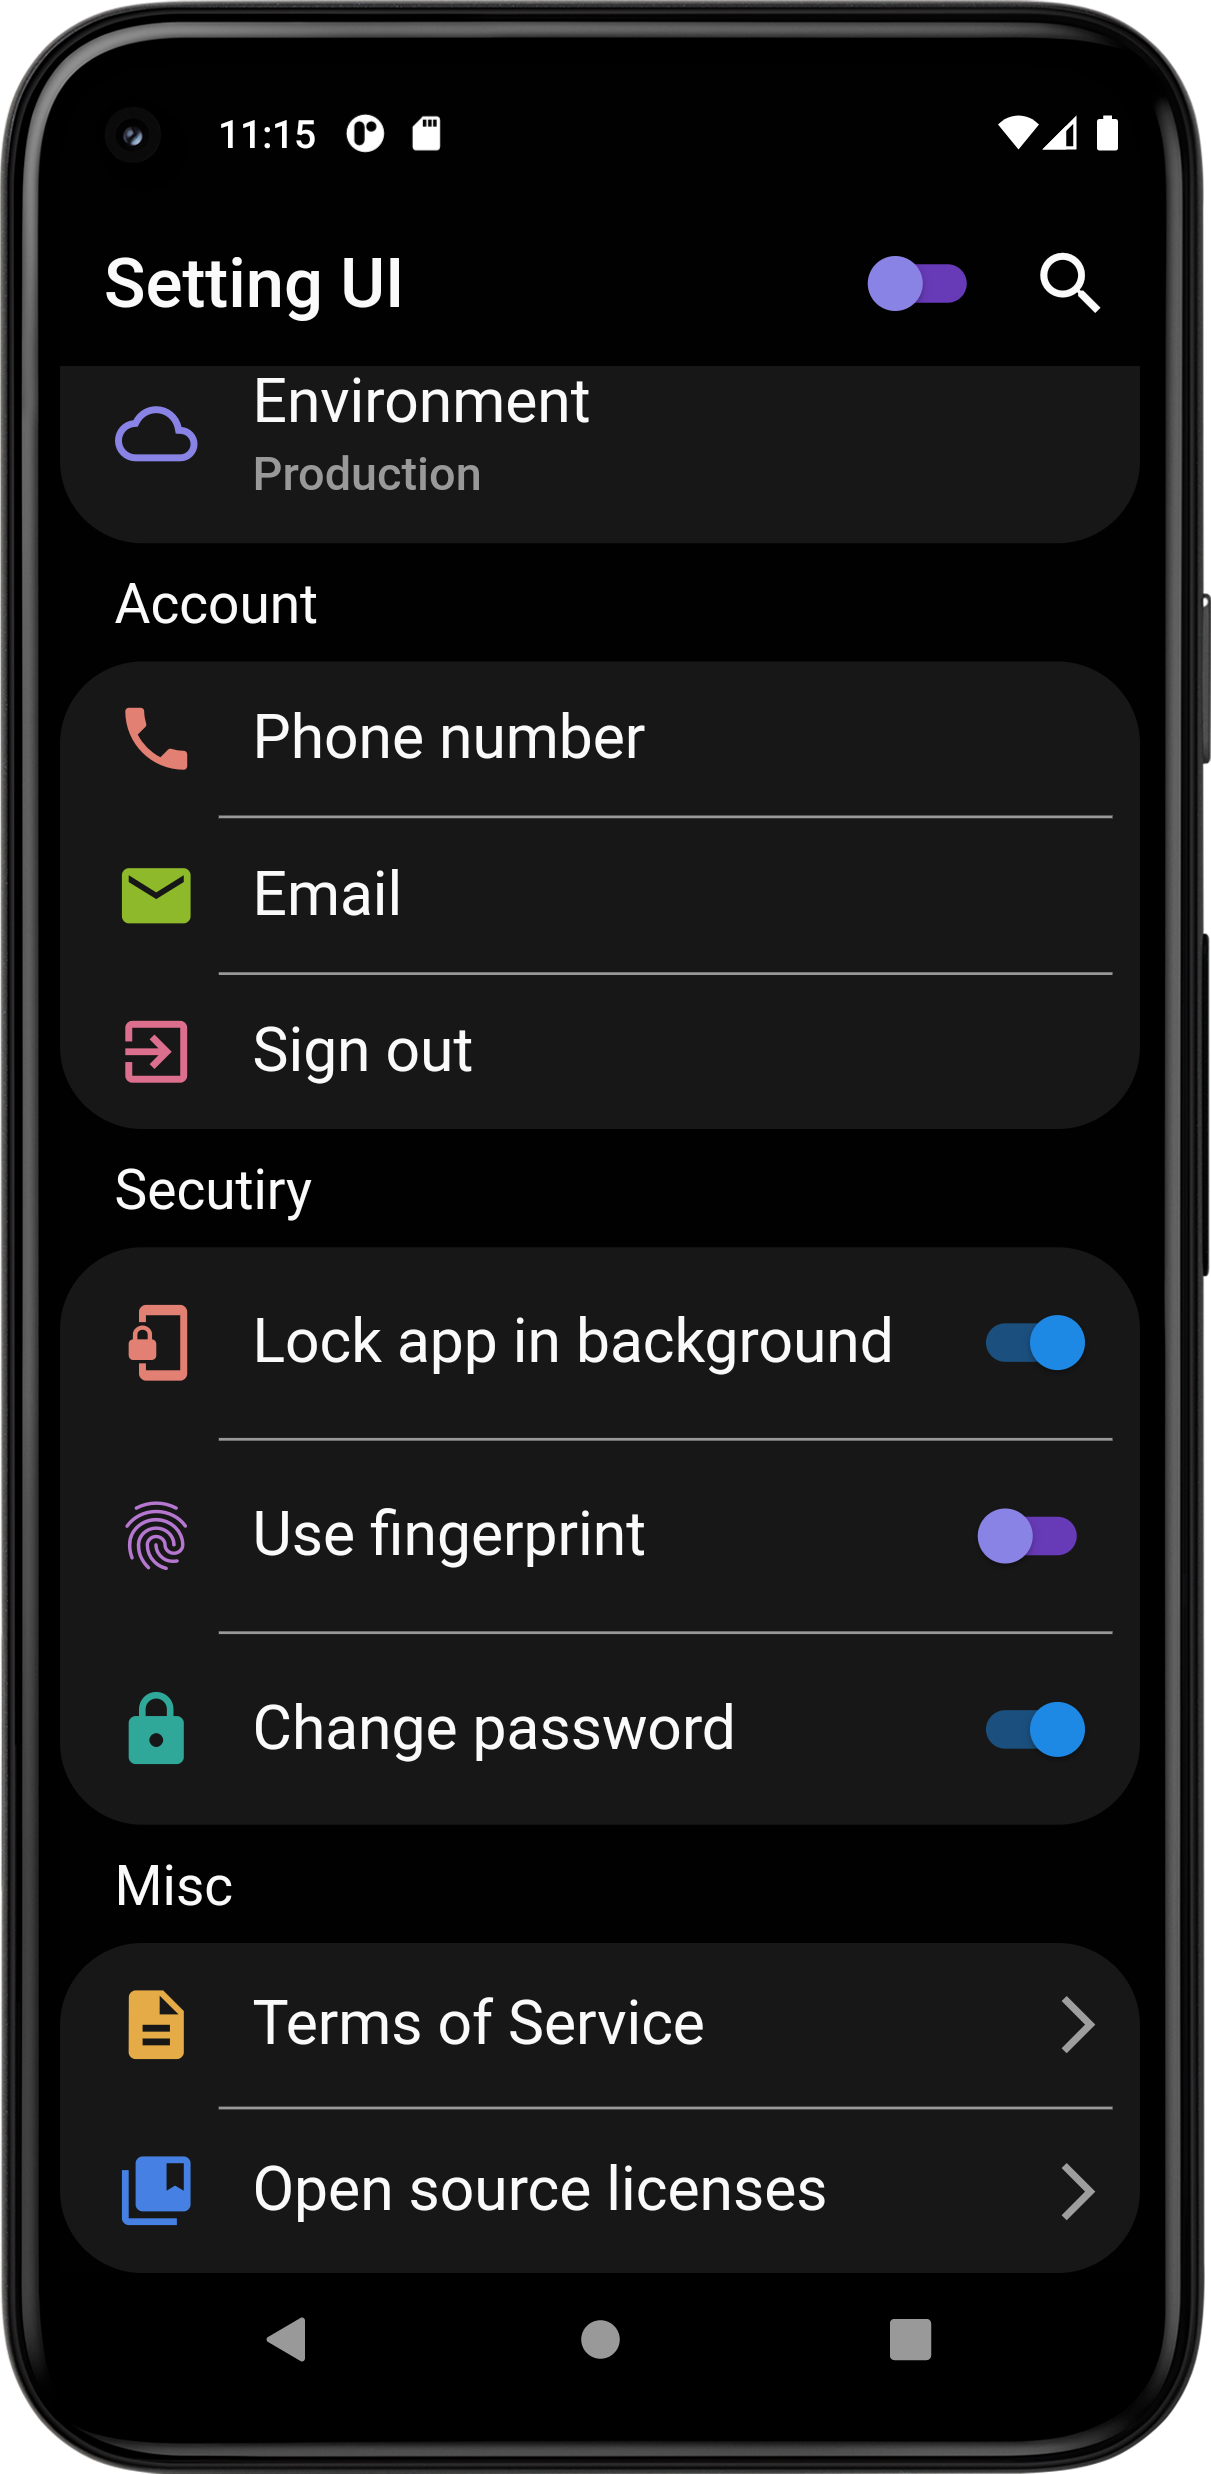 11:15
Setting UI
Environment
Production
Account
Phone number
Email
Sign out
Secutiry
Lock app in background
Use fingerprint
Change password
Misc
Terms of Service
Open source licenses